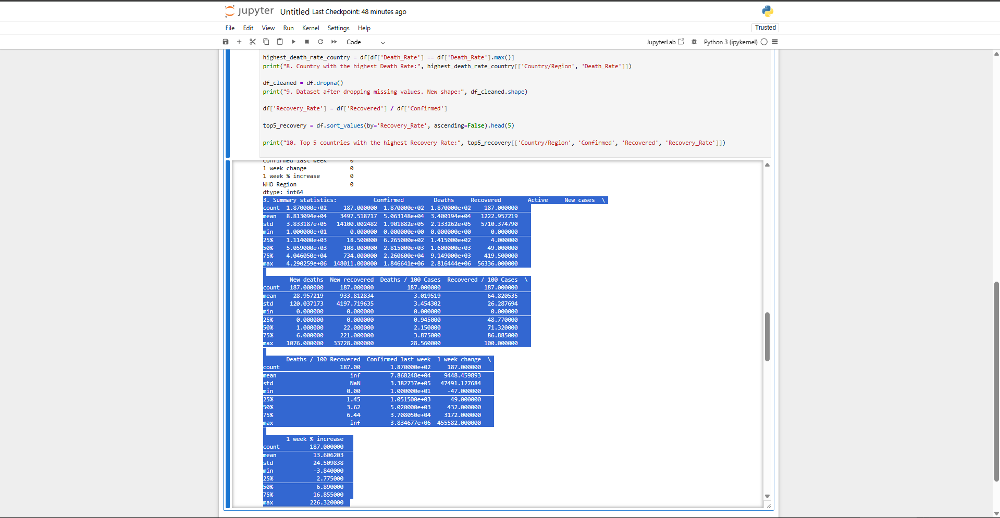 jupyter Untitled Last Checkpoint: 48 minutes ago
File Edit View Run Kernel Settings Help
Trusted
Code
JupyterLab
Python 3 (ipykernel)
highest_death_rate_country = df[df['Death_Rate'] == df['Death_Rate'].max()]
print("8. Country with the highest Death Rate:", highest_death_rate_country[['Country/Region', 'Death_Rate']])
df_cleaned = df.dropna()
print("9. Dataset after dropping missing values. New shape:", df_cleaned.shape)
df['Recovery_Rate'] = df['Recovered'] / df['Confirmed']
top5_recovery = df.sort_values(by='Recovery_Rate', ascending=False).head(5)
print("10. Top 5 countries with the highest Recovery Rate:", top5_recovery[['Country/Region', 'Confirmed', 'Recovered', 'Recovery_Rate']])
Confirmed last week 0
1 week change 0
1 week % increase 0
WHO Region 0
dtype: int64
3. Summary statistics: Confirmed Deaths Recovered Active New cases \
count 1.870000e+02 187.000000 1.870000e+02 1.870000e+02 187.000000
mean 8.813094e+04 3497.518717 5.063148e+04 3.400194e+04 1222.957219
std 3.833187e+05 14100.002482 1.901882e+05 2.133262e+05 5710.374790
min 1.000000e+01 0.000000 0.000000e+00 0.000000e+00 0.000000
25% 1.114000e+03 18.500000 6.265000e+02 1.415000e+02 4.000000
50% 5.059000e+03 108.000000 2.815000e+03 1.600000e+03 49.000000
75% 4.046050e+04 734.000000 2.260600e+04 9.149000e+03 419.500000
max 4.290259e+06 148011.000000 1.846641e+06 2.816444e+06 56336.000000
New deaths New recovered Deaths / 100 Cases Recovered / 100 Cases \
count 187.000000 187.000000 187.000000 187.000000
mean 28.957219 933.812834 3.019519 64.820535
std 120.037173 4197.719635 3.454302 26.287694
min 0.000000 0.000000 0.000000 0.000000
25% 0.000000 0.000000 0.945000 48.770000
50% 1.000000 22.000000 2.150000 71.320000
75% 6.000000 221.000000 3.875000 86.885000
max 1076.000000 33728.000000 28.560000 100.000000
Deaths / 100 Recovered Confirmed last week 1 week change \
count 187.00 1.870000e+02 187.000000
mean inf 7.868248e+04 9448.459893
std NaN 3.382737e+05 47491.127684
min 0.00 1.000000e+01 -47.000000
25% 1.45 1.051500e+03 49.000000
50% 3.62 5.020000e+03 432.000000
75% 6.44 3.708050e+04 3172.000000
max inf 3.834677e+06 455582.000000
1 week % increase
count 187.000000
mean 13.606203
std 24.509838
min -3.840000
25% 2.775000
50% 6.890000
75% 16.855000
max 226.320000